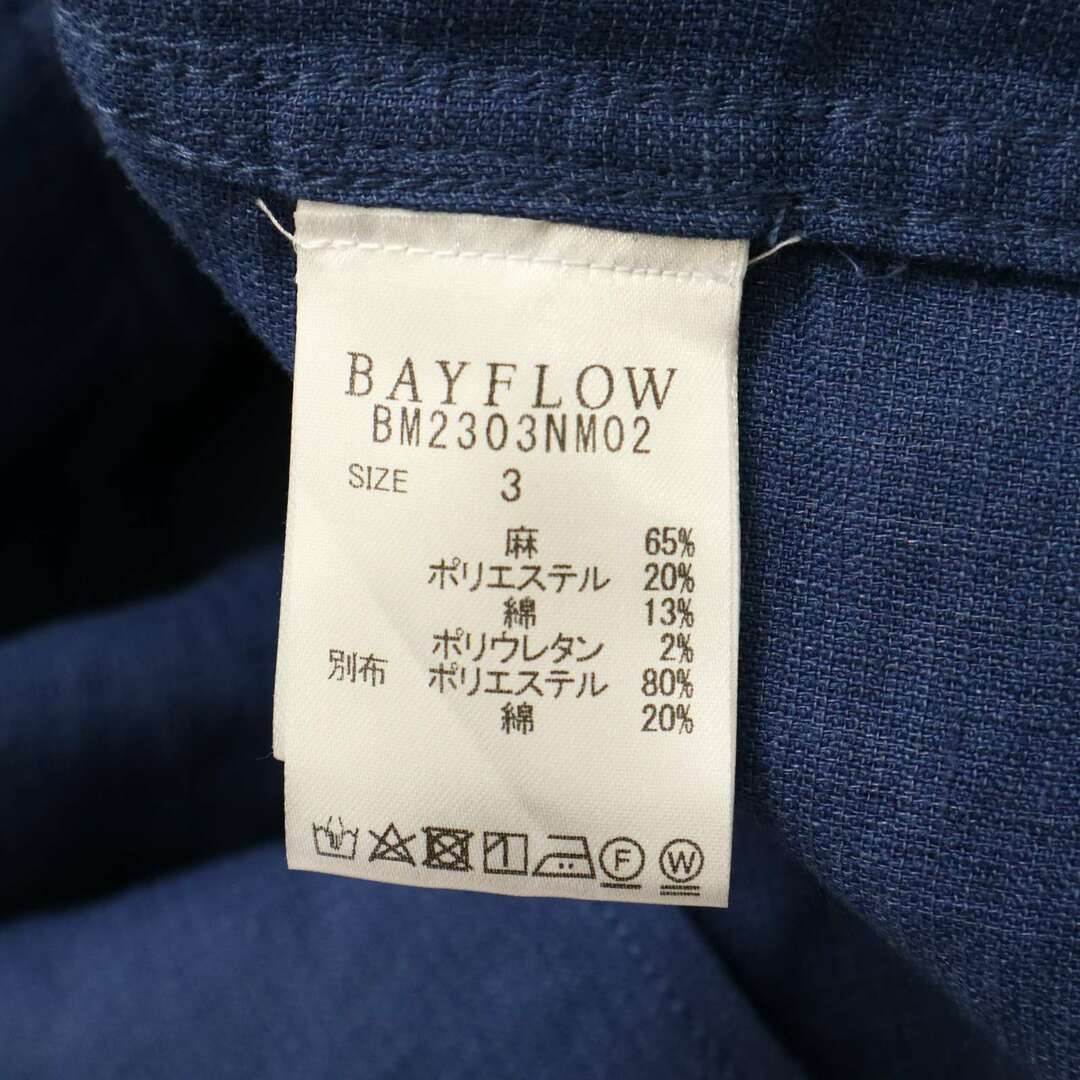 BAYFLOW
BM2303NM02
SIZE 3
麻 65%
ポリエステル 20%
綿 13%
ポリウレタン 2%
別布 ポリエステル 80%
綿 20%
F W